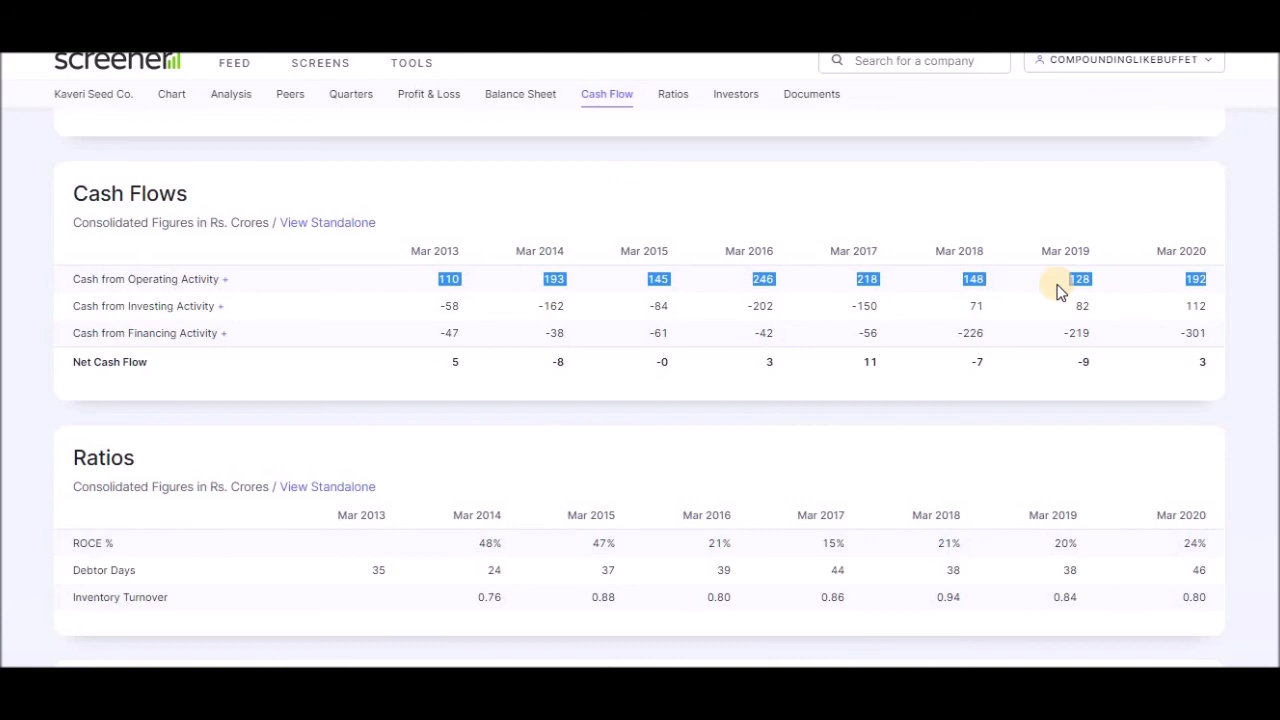 screener FEED SCREENS TOOLS Search for a company COMPOUNDINGLIKEBUFFET
Kaveri Seed Co. Chart Analysis Peers Quarters Profit & Loss Balance Sheet Cash Flow Ratios Investors Documents
Cash Flows
Consolidated Figures in Rs. Crores / View Standalone
Mar 2013 Mar 2014 Mar 2015 Mar 2016 Mar 2017 Mar 2018 Mar 2019 Mar 2020
Cash from Operating Activity + 110 193 145 246 218 148 128 192
Cash from Investing Activity + -58 -162 -84 -202 -150 71 82 112
Cash from Financing Activity + -47 -38 -61 -42 -56 -226 -219 -301
Net Cash Flow 5 -8 -0 3 11 -7 -9 3
Ratios
Consolidated Figures in Rs. Crores / View Standalone
Mar 2013 Mar 2014 Mar 2015 Mar 2016 Mar 2017 Mar 2018 Mar 2019 Mar 2020
ROCE % 48% 47% 21% 15% 21% 20% 24%
Debtor Days 35 24 37 39 44 38 38 46
Inventory Turnover 0.76 0.88 0.80 0.86 0.94 0.84 0.80